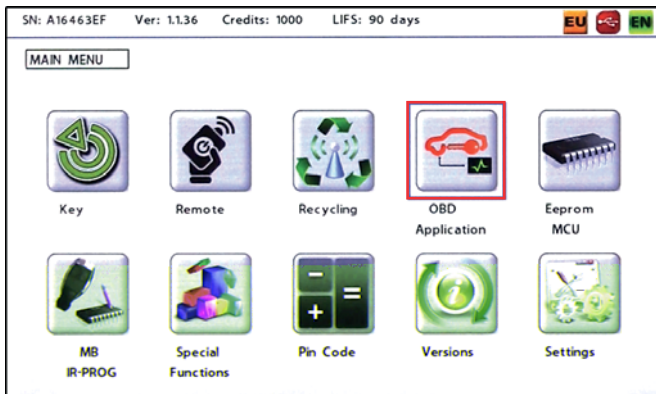 SN: A16463EF Ver: 1.1.36 Credits: 1000 LIFS: 90 days EU EN
MAIN MENU
Key Remote Recycling OBD Application Eeprom MCU
MB IR-PROG Special Functions Pin Code Versions Settings